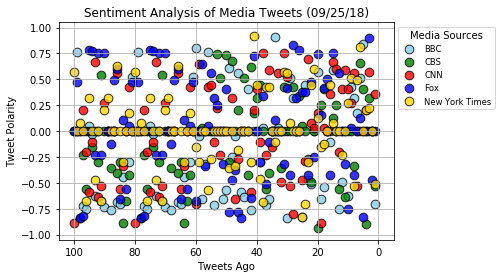 Sentiment Analysis of Media Tweets (09/25/18)
Tweet Polarity
1.00
0.75
0.50
0.25
0.00
−0.25
−0.50
−0.75
−1.00
100
80
60
40
20
0
Tweets Ago
Media Sources
BBC
CBS
CNN
Fox
New York Times